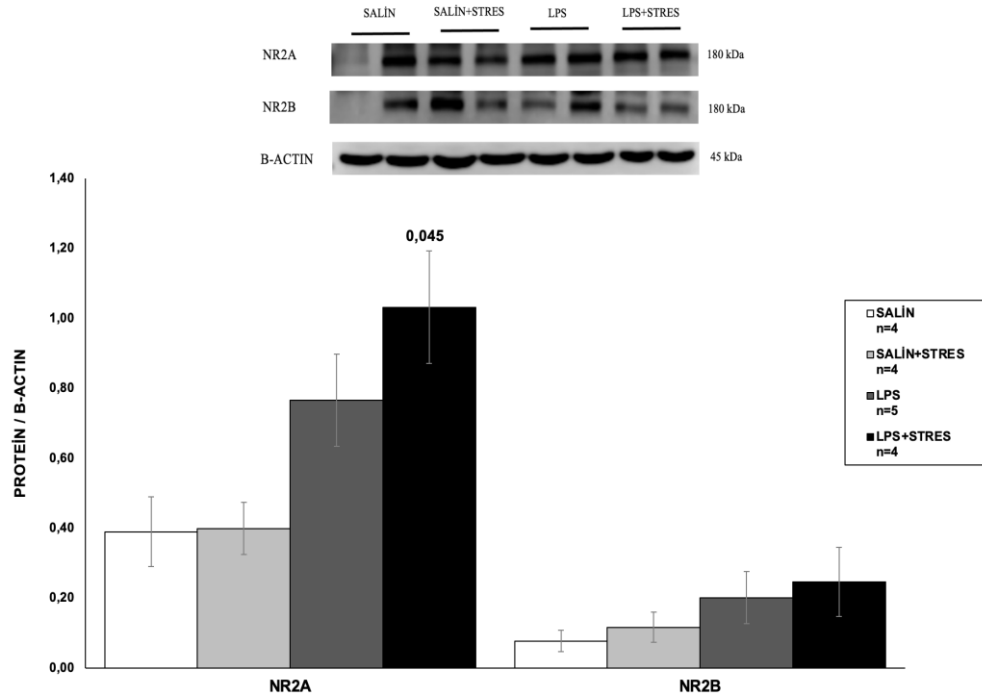 SALİN SALİN+STRES LPS LPS+STRES
NR2A 180 kDa
NR2B 180 kDa
B-ACTIN 45 kDa
1,40
1,20
1,00
0,80
0,60
0,40
0,20
0,00
PROTEİN / B-ACTIN
0,045
NR2A NR2B
SALİN
n=4
SALİN+STRES
n=4
LPS
n=5
LPS+STRES
n=4